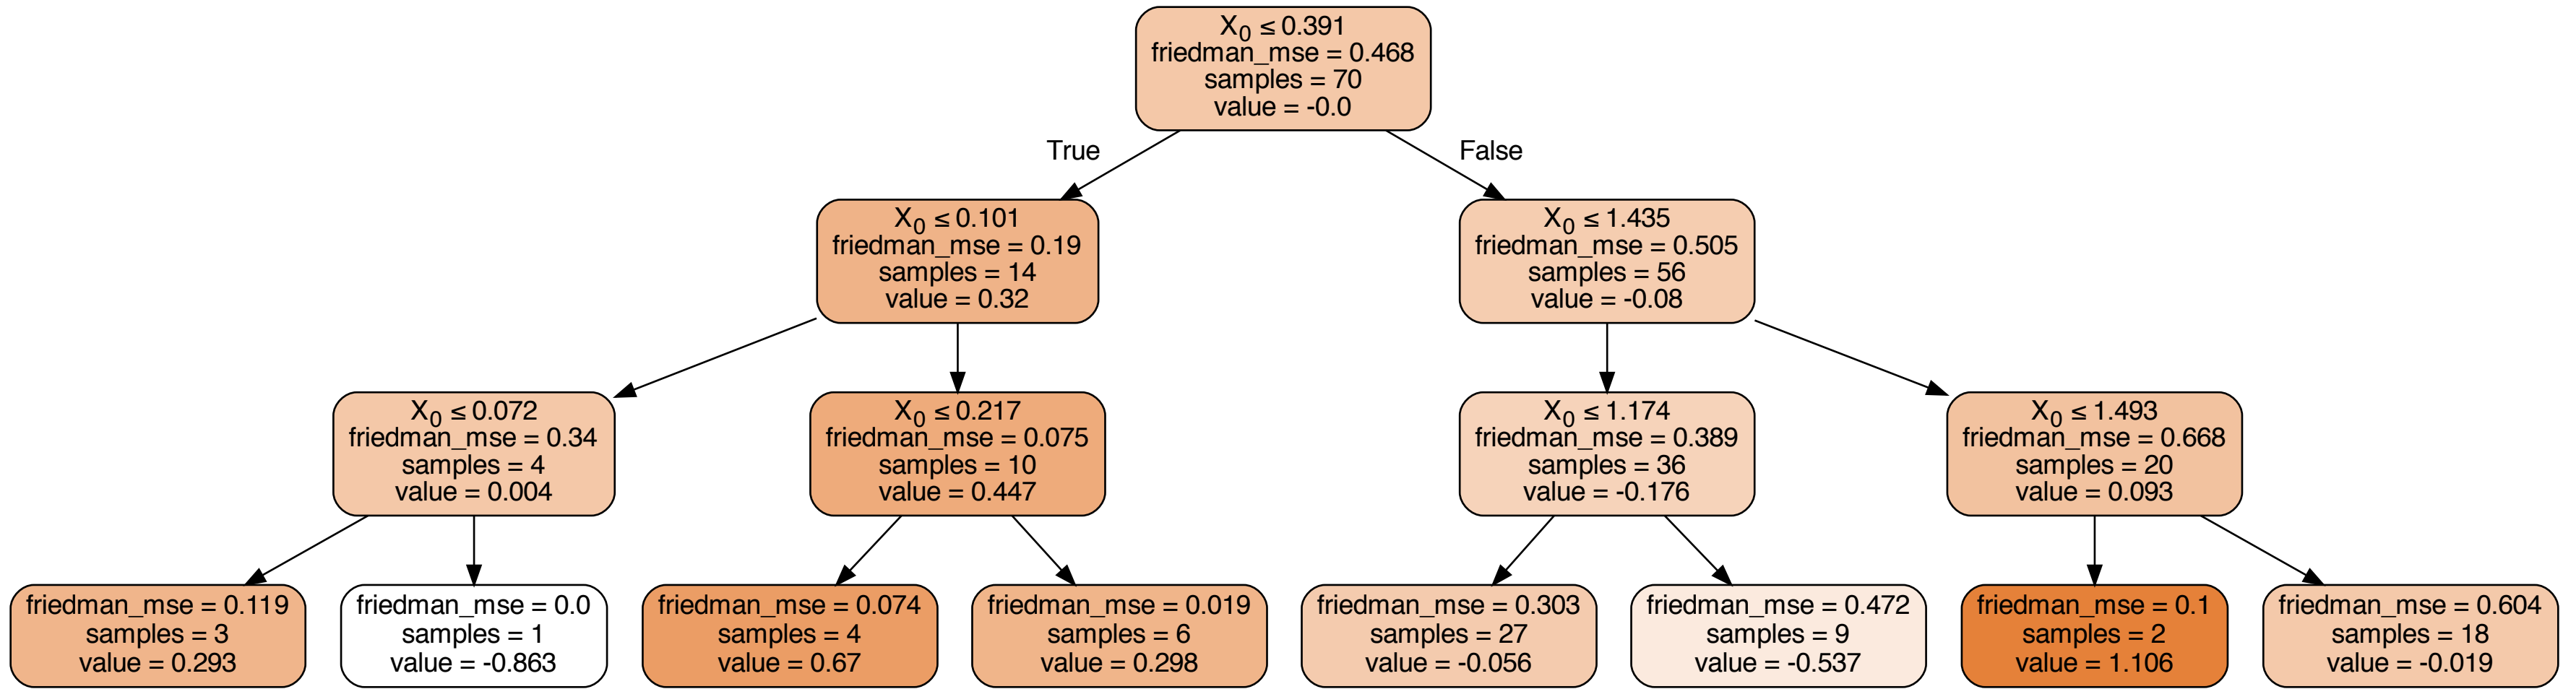 X0 ≤ 0.391
friedman_mse = 0.468
samples = 70
value = -0.0
True
False
X0 ≤ 0.101
friedman_mse = 0.19
samples = 14
value = 0.32
X0 ≤ 1.435
friedman_mse = 0.505
samples = 56
value = -0.08
X0 ≤ 0.072
friedman_mse = 0.34
samples = 4
value = 0.004
X0 ≤ 0.217
friedman_mse = 0.075
samples = 10
value = 0.447
X0 ≤ 1.174
friedman_mse = 0.389
samples = 36
value = -0.176
X0 ≤ 1.493
friedman_mse = 0.668
samples = 20
value = 0.093
friedman_mse = 0.119
samples = 3
value = 0.293
friedman_mse = 0.0
samples = 1
value = -0.863
friedman_mse = 0.074
samples = 4
value = 0.67
friedman_mse = 0.019
samples = 6
value = 0.298
friedman_mse = 0.303
samples = 27
value = -0.056
friedman_mse = 0.472
samples = 9
value = -0.537
friedman_mse = 0.1
samples = 2
value = 1.106
friedman_mse = 0.604
samples = 18
value = -0.019